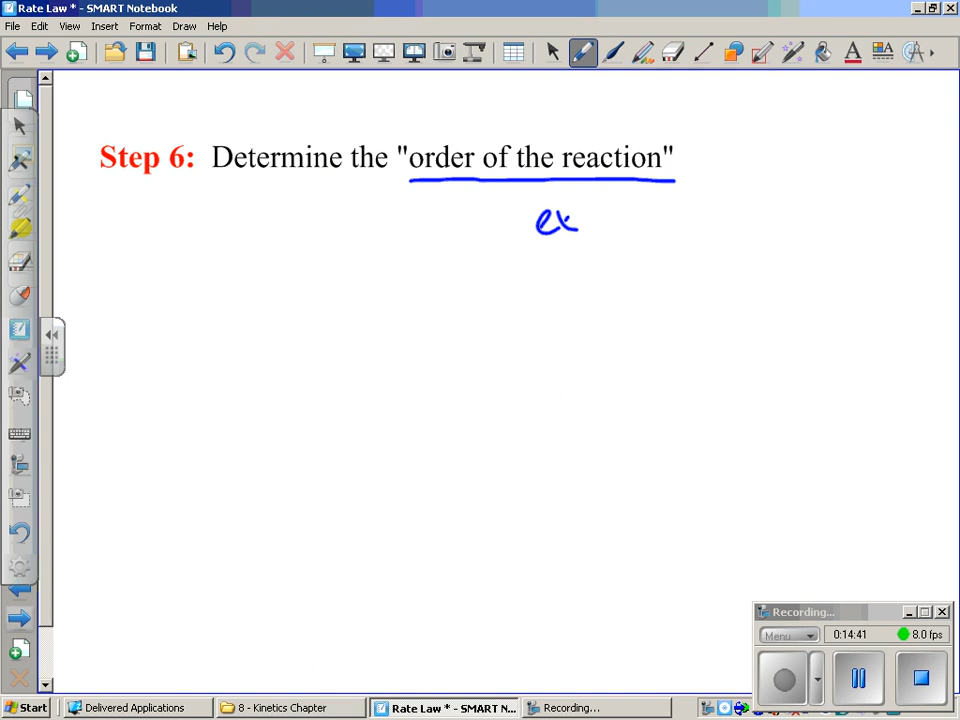 Rate Law * - SMART Notebook
File Edit View Insert Format Draw Help
Step 6: Determine the "order of the reaction"
ex
Recording...
Menu 0:14:41 8.0 fps
Start Delivered Applications 8 - Kinetics Chapter Rate Law * - SMART N... Recording...